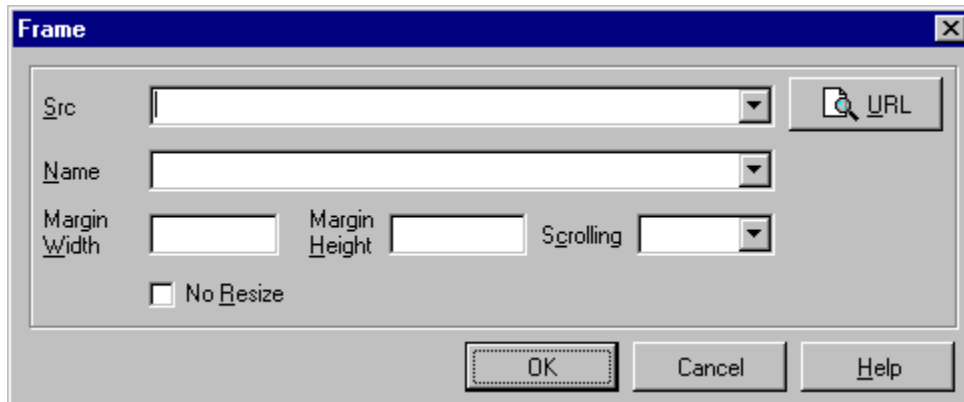 Frame
Src
URL
Name
Margin
Width
Margin
Height
Scrolling
No Resize
OK
Cancel
Help